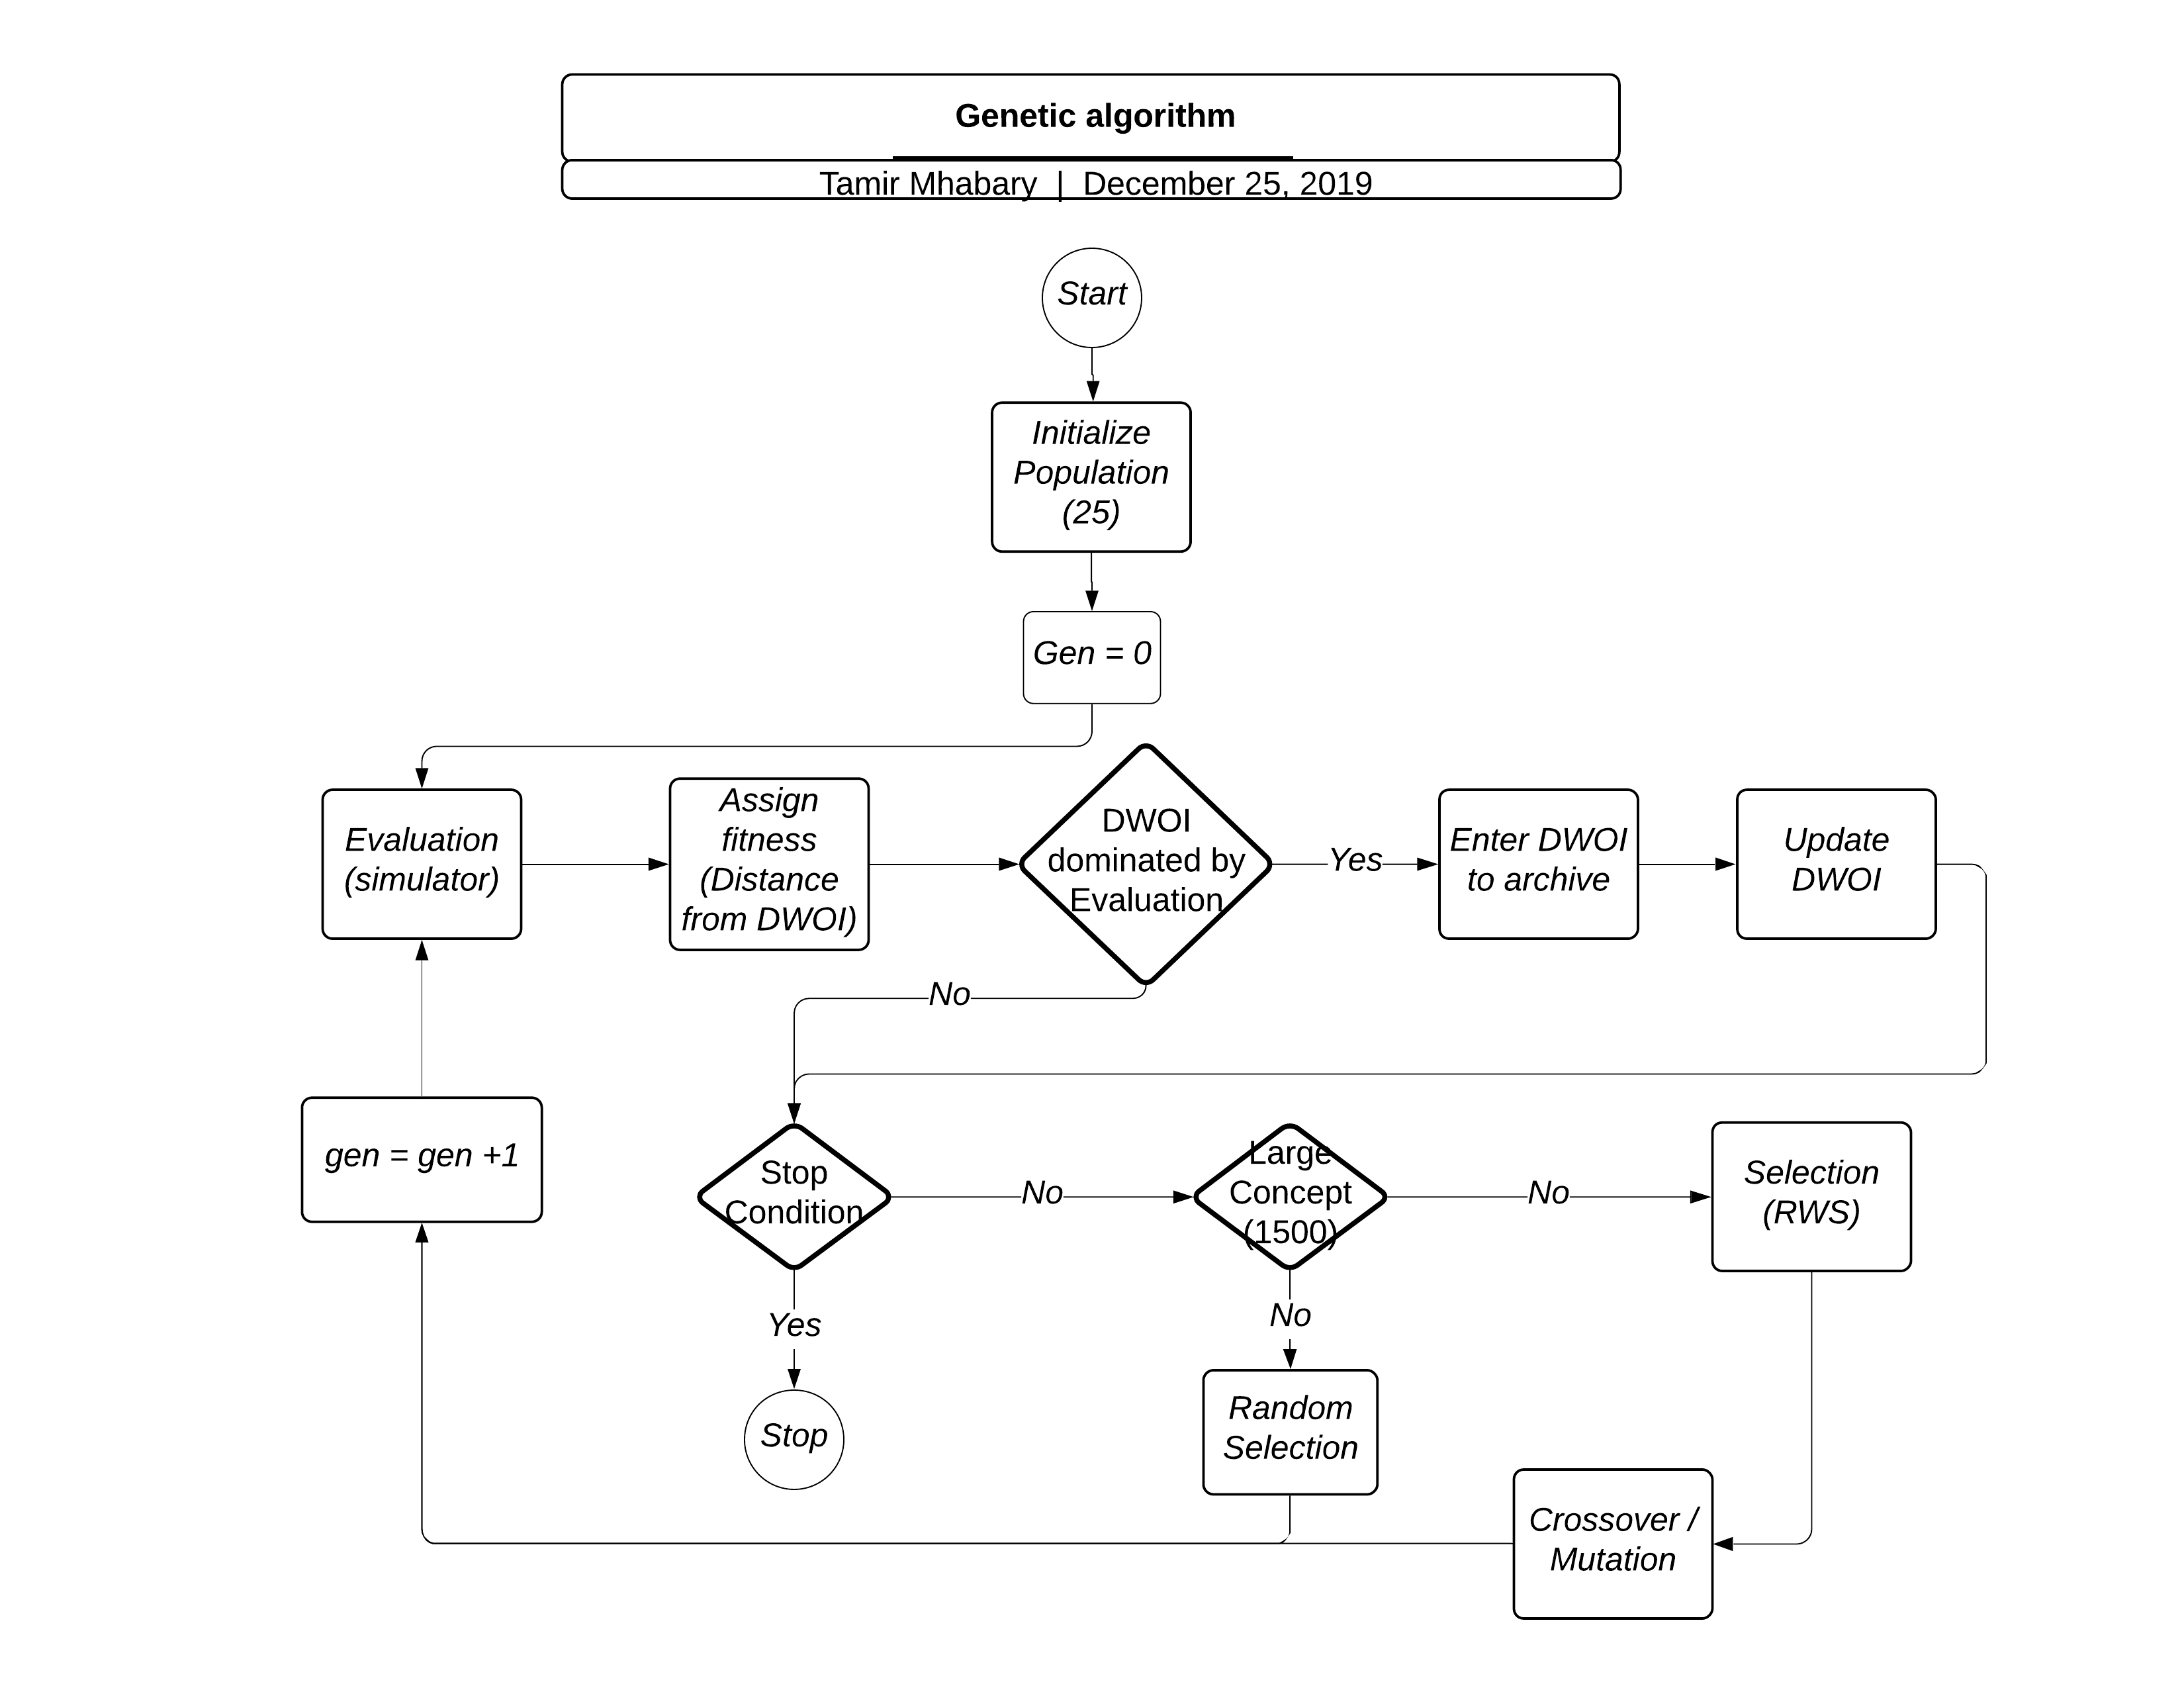 Genetic algorithm
Tamir Mhabary | December 25, 2019
Start
Initialize
Population
(25)
Gen = 0
Evaluation
(simulator)
Assign
fitness
(Distance
from DWOI)
DWOI
dominated by
Evaluation
Yes
Enter DWOI
to archive
Update
DWOI
No
gen = gen +1
Stop
Condition
No
Large
Concept
(1500)
No
Selection
(RWS)
Yes
No
Stop
Random
Selection
Crossover /
Mutation